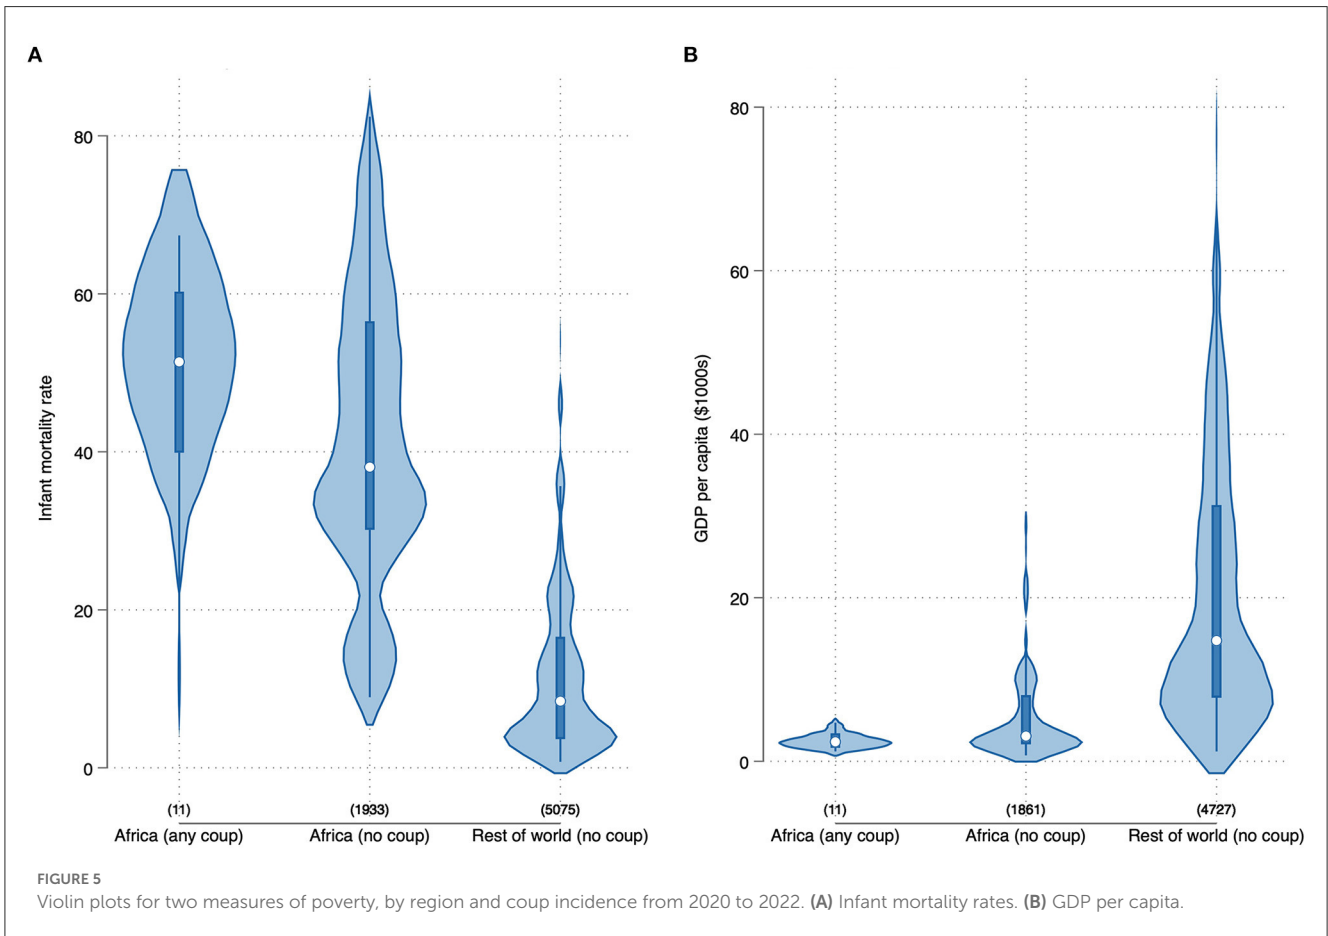 A
B
80
60
40
20
0
Infant mortality rate
(11)
(1933)
(5075)
Africa (any coup)
Africa (no coup)
Rest of world (no coup)
80
60
40
20
0
GDP per capita ($1000s)
(11)
(1861)
(4727)
Africa (any coup)
Africa (no coup)
Rest of world (no coup)
FIGURE 5
Violin plots for two measures of poverty, by region and coup incidence from 2020 to 2022. (A) Infant mortality rates. (B) GDP per capita.